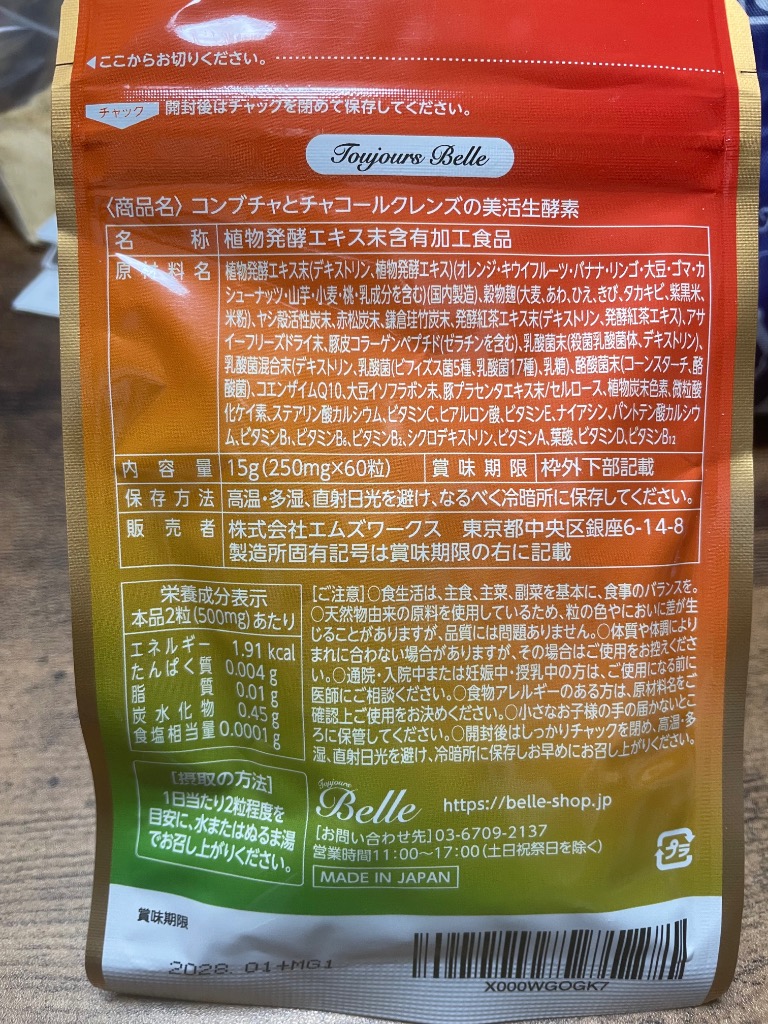 ◀ここからお切りください。
チャック 開封後はチャックを閉めて保存してください。
Toujours Belle
〈商品名〉コンブチャとチャコールクレンズの美活生酵素
名称 植物発酵エキス末含有加工食品
原材料名 植物発酵エキス末(デキストリン、植物発酵エキス)(オレンジ・キウイフルーツ・バナナ・リンゴ・大豆・ゴマ・カ
シューナッツ・山芋・小麦・桃・乳成分を含む)(国内製造)、穀物麹(大麦、あわ、ひえ、きび、タカキビ、紫黒米、
米粉)、ヤシ殻活性炭末、赤松炭末、鎌倉珪竹炭末、発酵紅茶エキス末(デキストリン、発酵紅茶エキス)、アサ
イーフリーズドライ末、豚皮コラーゲンペプチド(ゼラチンを含む)、乳酸菌末(殺菌乳酸菌体、デキストリン)、
乳酸菌混合末(デキストリン、乳酸菌(ビフィズス菌5種、乳酸菌17種)、乳糖)、酪酸菌末(コーンスターチ、酪
酸菌)、コエンザイムQ10、大豆イソフラボン末、豚プラセンタエキス末/セルロース、植物炭末色素、微粒酸
化ケイ素、ステアリン酸カルシウム、ビタミンC、ヒアルロン酸、ビタミンE、ナイアシン、パントテン酸カルシウ
ム、ビタミンB₁、ビタミンB₆、ビタミンB₂、シクロデキストリン、ビタミンA、葉酸、ビタミンD、ビタミンB₁₂
内容量 15g(250mg×60粒) 賞味期限 枠外下部記載
保存方法 高温・多湿、直射日光を避け、なるべく冷暗所に保存してください。
販売者 株式会社エムズワークス 東京都中央区銀座6-14-8
製造所固有記号は賞味期限の右に記載
栄養成分表示
本品2粒(500mg)あたり
エネルギー 1.91 kcal
たんぱく質 0.004 g
脂質 0.01 g
炭水化物 0.45 g
食塩相当量 0.0001 g
[ご注意]○食生活は、主食、主菜、副菜を基本に、食事のバランスを。
○天然物由来の原料を使用しているため、粒の色やにおいに差が生
じることがありますが、品質には問題ありません。○体質や体調により
まれに合わない場合がありますが、その場合はご使用をお控えくださ
い。○通院・入院中または妊娠中・授乳中の方は、ご使用になる前に
医師にご相談ください。○食物アレルギーのある方は、原材料名をご
確認上ご使用をお決めください。○小さなお子様の手の届かないとこ
ろに保管してください。○開封後はしっかりチャックを閉め、高温・多
湿、直射日光を避け、冷暗所に保存しお早めにお召し上がりください。
[摂取の方法]
1日当たり2粒程度を
目安に、水またはぬるま湯
でお召し上がりください。
Toujours
Belle https://belle-shop.jp
[お問い合わせ先]03-6709-2137
営業時間11:00〜17:00(土日祝祭日を除く)
MADE IN JAPAN
プラ
賞味期限
2028.01+MG1
X000WGOGK7